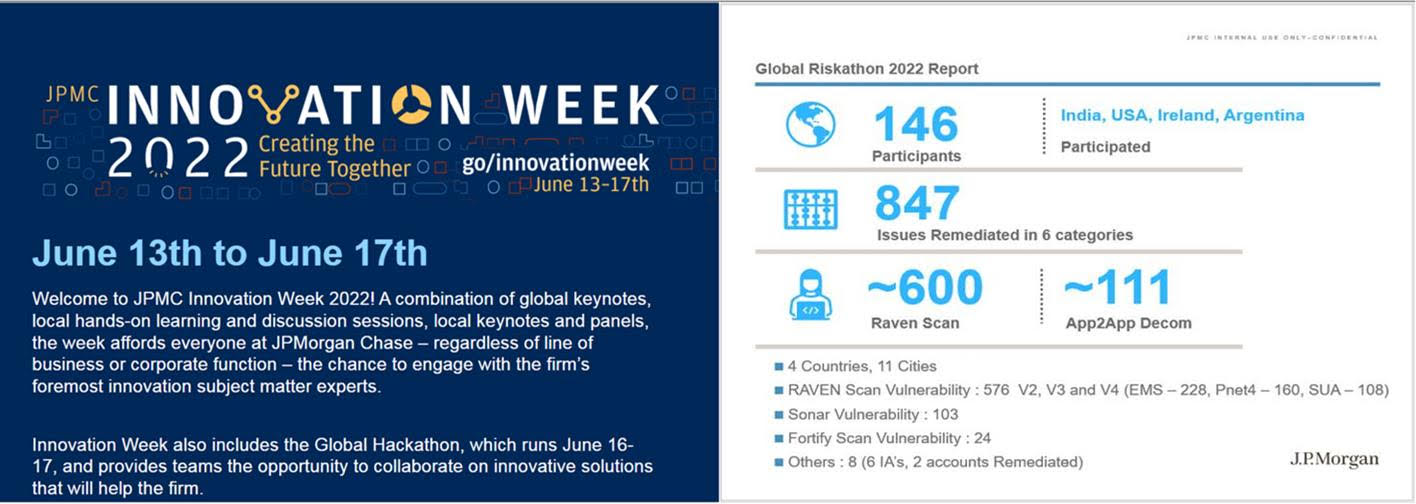 JPMC INNOVATION WEEK
2022 Creating the
Future Together
go/innovationweek
June 13-17th
June 13th to June 17th
Welcome to JPMC Innovation Week 2022! A combination of global keynotes,
local hands-on learning and discussion sessions, local keynotes and panels,
the week affords everyone at JPMorgan Chase – regardless of line of
business or corporate function – the chance to engage with the firm's
foremost innovation subject matter experts.
Innovation Week also includes the Global Hackathon, which runs June 16-
17, and provides teams the opportunity to collaborate on innovative solutions
that will help the firm.
JPMC INTERNAL USE ONLY–CONFIDENTIAL
Global Riskathon 2022 Report
146
Participants
India, USA, Ireland, Argentina
Participated
847
Issues Remediated in 6 categories
</>
~600
Raven Scan
~111
App2App Decom
4 Countries, 11 Cities
RAVEN Scan Vulnerability : 576 V2, V3 and V4 (EMS – 228, Pnet4 – 160, SUA – 108)
Sonar Vulnerability : 103
Fortify Scan Vulnerability : 24
Others : 8 (6 IA's, 2 accounts Remediated)
J.P.Morgan